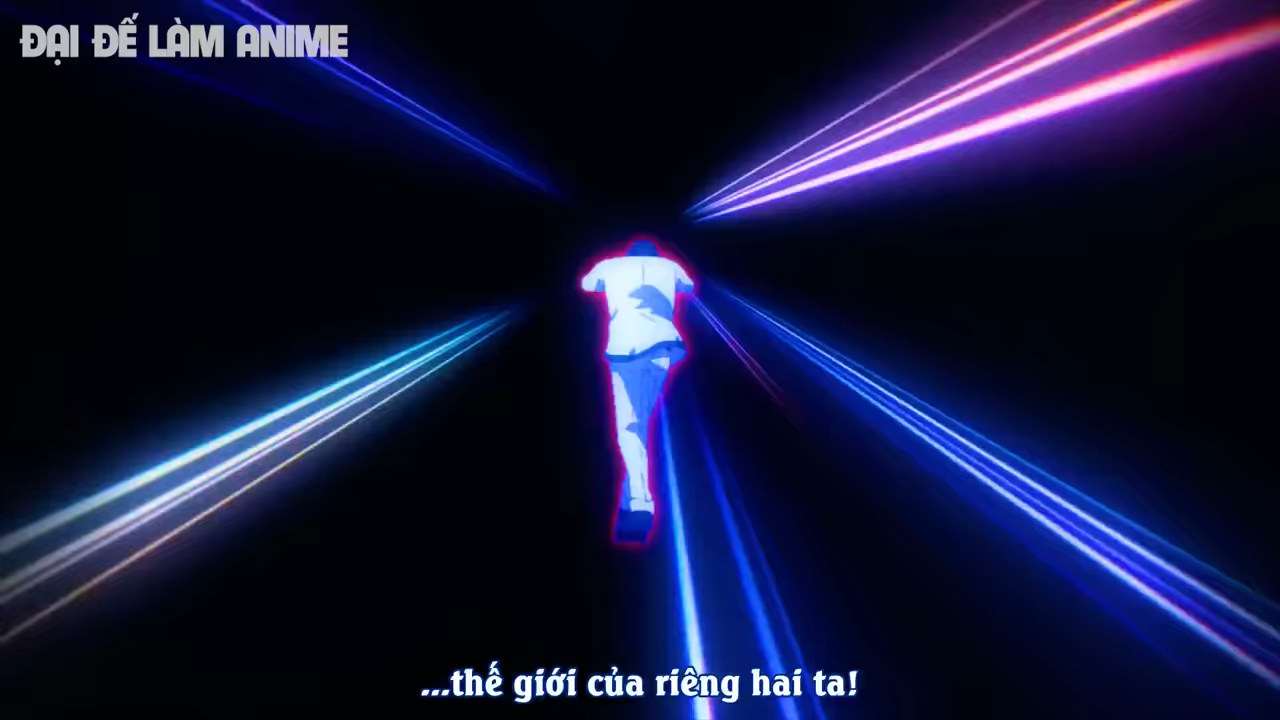 ĐẠI ĐẾ LÀM ANIME
...thế giới của riêng hai ta!